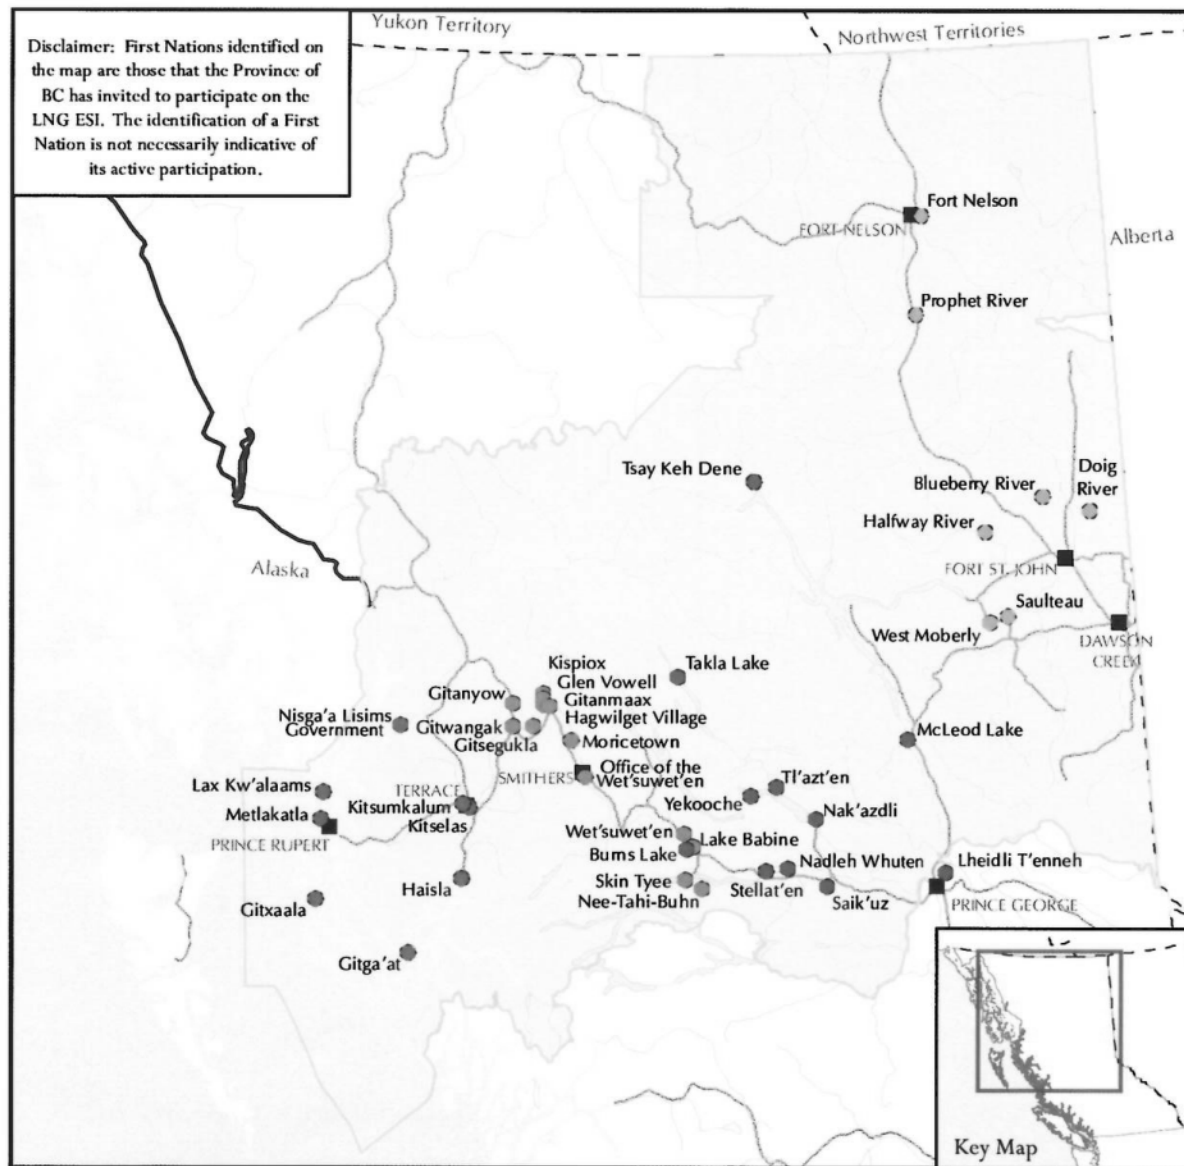 Yukon Territory
Northwest Territories
Disclaimer: First Nations identified on
the map are those that the Province of
BC has invited to participate on the
LNG ESI. The identification of a First
Nation is not necessarily indicative of
its active participation.
Fort Nelson
FORT NELSON
Alberta
Prophet River
Tsay Keh Dene
Doig
River
Blueberry River
Halfway River
Alaska
FORT ST. JOHN
Saulteau
West Moberly
DAWSON
CREEK
Kispiox
Glen Vowell
Takla Lake
Gitanyow
Gitanmaax
Nisga'a Lisims
Government
Gitwangak
Hagwilget Village
Gitsegukla
Moricetown
McLeod Lake
SMITHERS
Office of the
Wet'suwet'en
Lax Kw'alaams
TERRACE
Tl'azt'en
Yekooche
Metlakatla
Kitsumkalum
Kitselas
Nak'azdli
PRINCE RUPERT
Wet'suwet'en
Lake Babine
Burns Lake
Nadleh Whuten
Lheidli T'enneh
Haisla
Skin Tyee
Nee-Tahi-Buhn
Stellat'en
Saik'uz
PRINCE GEORGE
Gitxaala
Gitga'at
Key Map